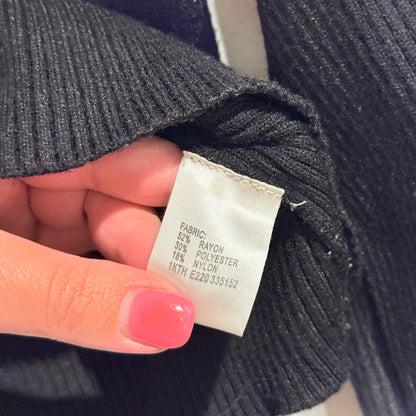 FABRIC:
52% RAYON
30% POLYESTER
18% NYLON
1KTH E220 335152